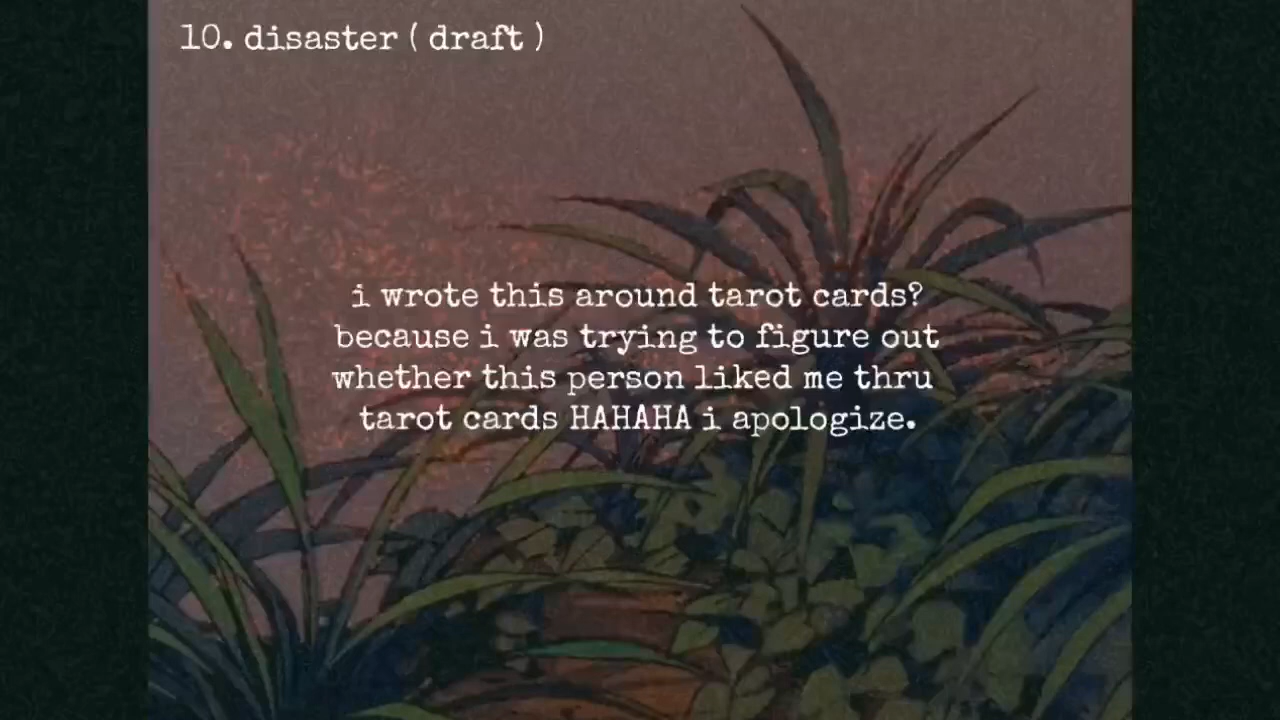 10. disaster ( draft )
i wrote this around tarot cards?
because i was trying to figure out
whether this person liked me thru
tarot cards HAHAHA i apologize.